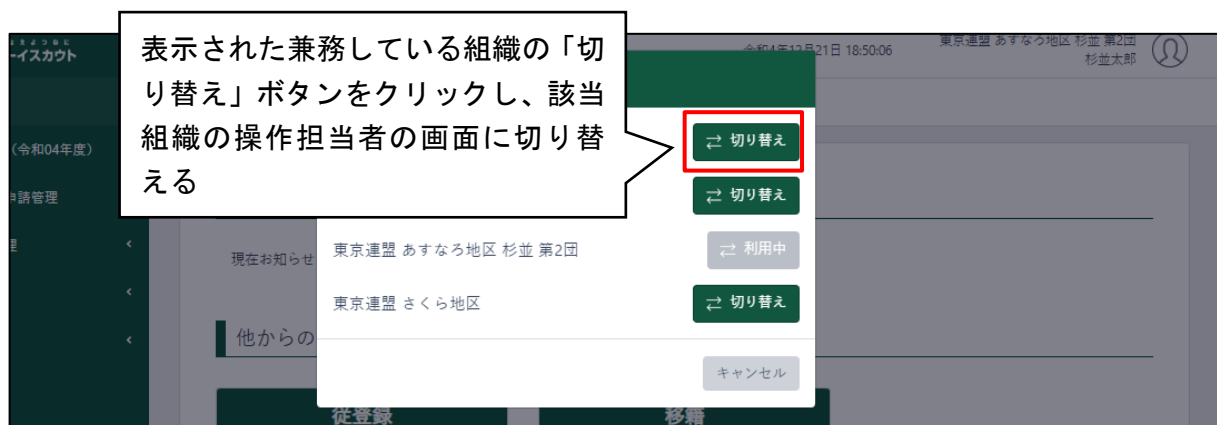 ーイスカウト
令和4年12月21日 18:50:06
東京連盟 あすなろ地区 杉並 第2団
杉並太郎
表示された兼務している組織の「切
り替え」ボタンをクリックし、該当
組織の操作担当者の画面に切り替
える
(令和04年度)
申請管理
理
切り替え
切り替え
東京連盟 あすなろ地区 杉並 第2団
利用中
東京連盟 さくら地区
切り替え
キャンセル
現在お知らせ
他からの
従登録
移籍